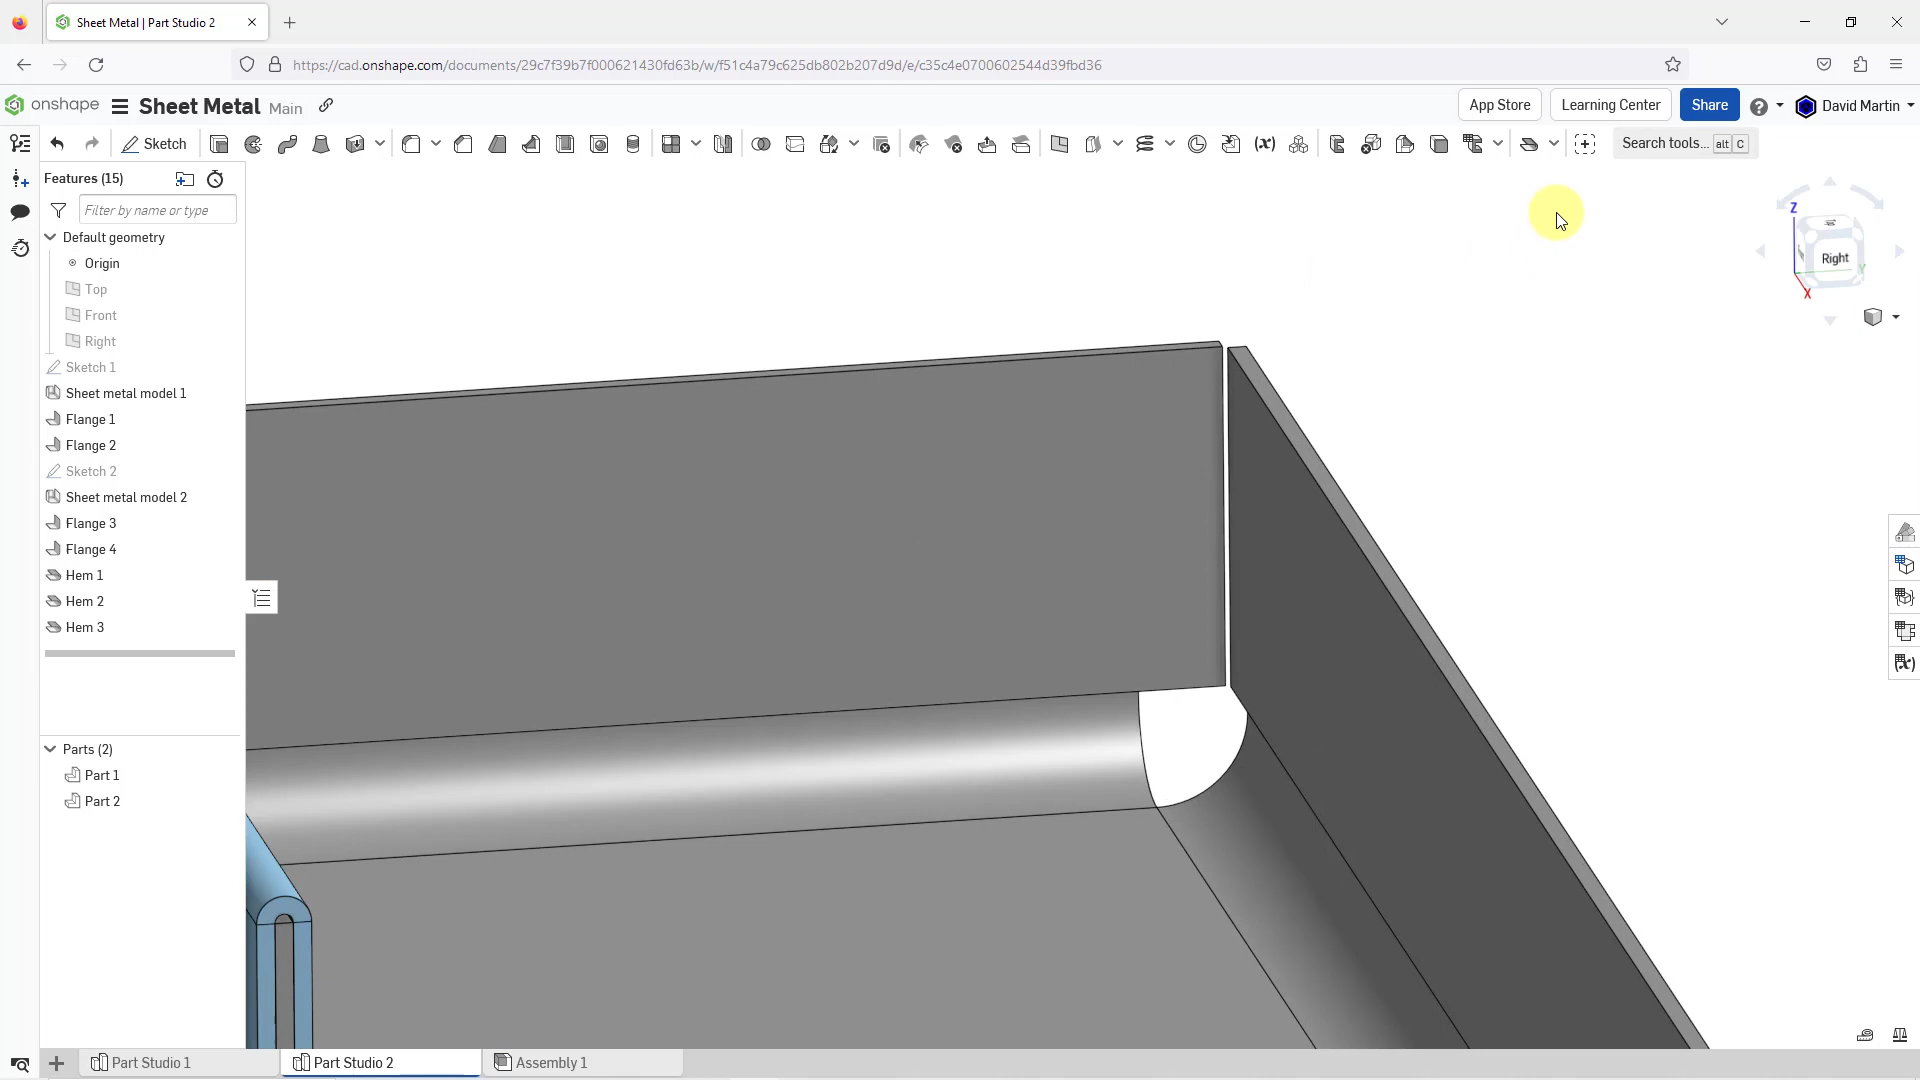 Sheet Metal | Part Studio 2
https://cad.onshape.com/documents/29c7f39b7f000621430fd63b/w/f51c4a79c625db802b207d9d/e/c35c4e0700602544d39fbd36
onshape Sheet Metal Main
App Store Learning Center Share David Martin
Sketch (x) Search tools... alt C
Features (15)
Filter by name or type
Default geometry
Origin
Top
Front
Right
Sketch 1
Sheet metal model 1
Flange 1
Flange 2
Sketch 2
Sheet metal model 2
Flange 3
Flange 4
Hem 1
Hem 2
Hem 3
Parts (2)
Part 1
Part 2
Z
Right
Y
X
Part Studio 1 Part Studio 2 Assembly 1